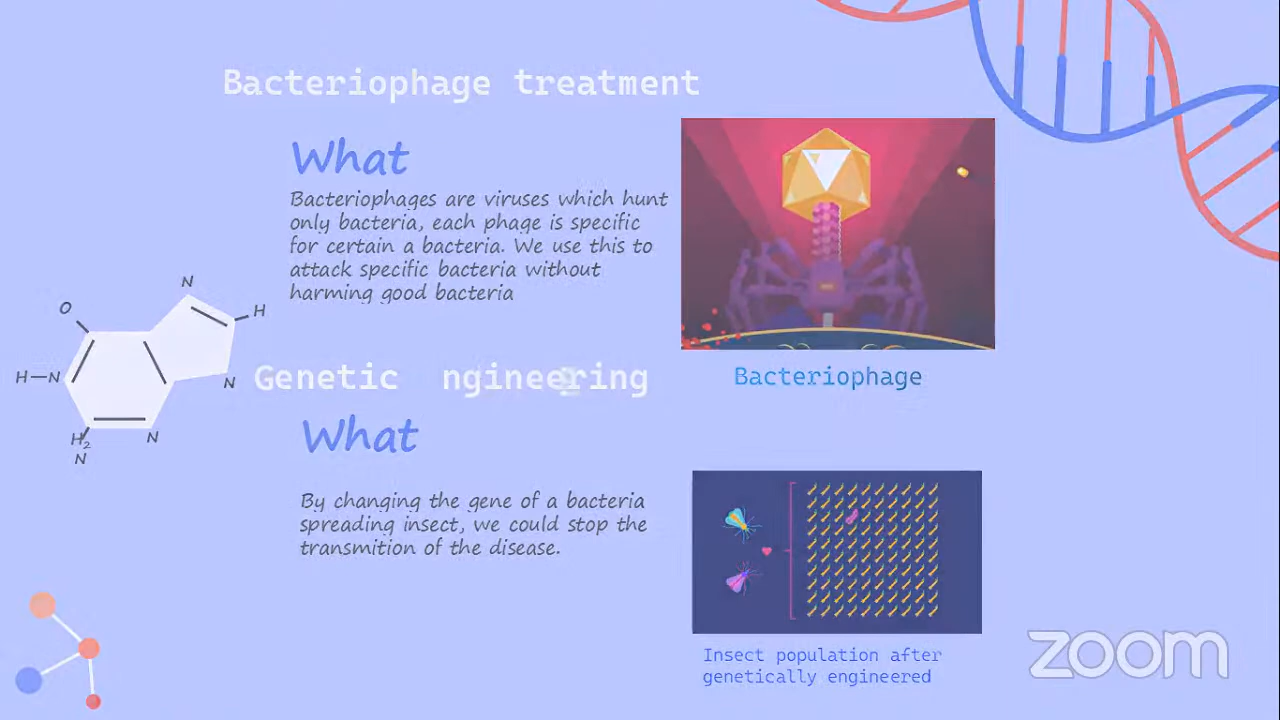 Bacteriophage treatment
What
Bacteriophages are viruses which hunt
only bacteria, each phage is specific
for certain a bacteria. We use this to
attack specific bacteria without
harming good bacteria
Bacteriophage
O
N
H
H—N
N
H2
N
N
Genetic ngineering
What
By changing the gene of a bacteria
spreading insect, we could stop the
transmition of the disease.
Insect population after
genetically engineered
zoom